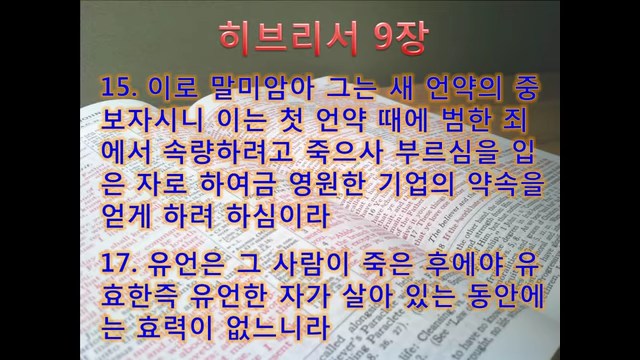 히브리서 9장
15. 이로 말미암아 그는 새 언약의 중
보자시니 이는 첫 언약 때에 범한 죄
에서 속량하려고 죽으사 부르심을 입
은 자로 하여금 영원한 기업의 약속을
얻게 하려 하심이라
17. 유언은 그 사람이 죽은 후에야 유
효한즉 유언한 자가 살아 있는 동안에
는 효력이 없느니라